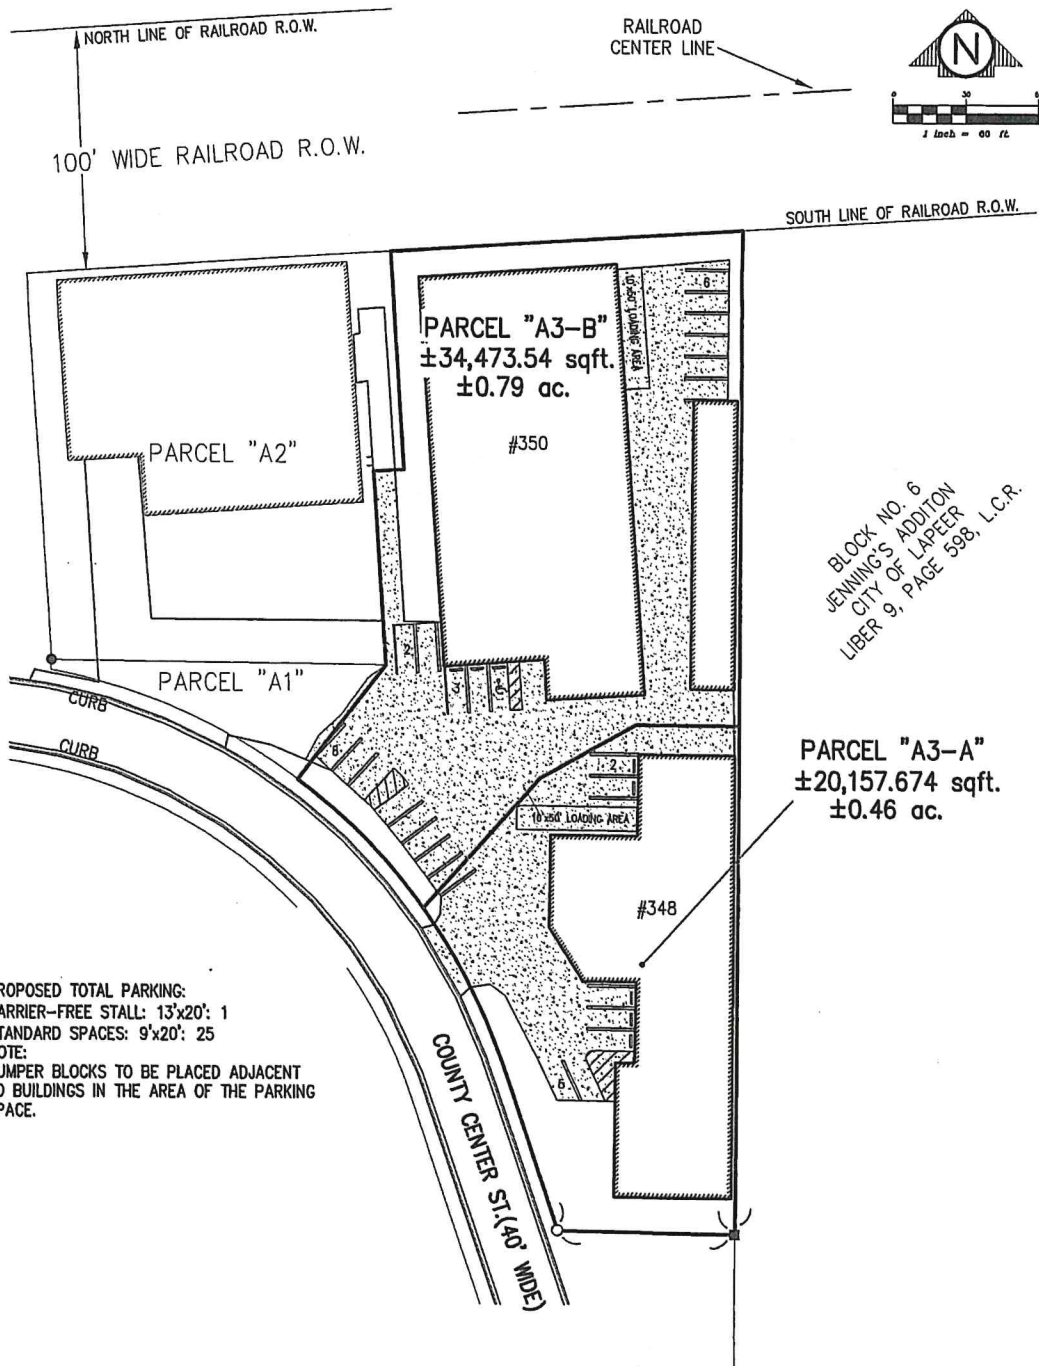 NORTH LINE OF RAILROAD R.O.W.
RAILROAD
CENTER LINE
N
0 30 6
1 inch = 60 ft.
100' WIDE RAILROAD R.O.W.
SOUTH LINE OF RAILROAD R.O.W.
6
10'x50' LOADING AREA
PARCEL "A3-B"
±34,473.54 sqft.
±0.79 ac.
#350
PARCEL "A2"
BLOCK NO. 6
JENNING'S ADDITON
CITY OF LAPEER
LIBER 9, PAGE 598, L.C.R.
2
3
PARCEL "A1"
CURB
CURB
8
PARCEL "A3-A"
±20,157.674 sqft.
±0.46 ac.
2
10'x50' LOADING AREA
#348
ROPOSED TOTAL PARKING:
ARRIER-FREE STALL: 13'x20': 1
TANDARD SPACES: 9'x20': 25
OTE:
UMPER BLOCKS TO BE PLACED ADJACENT
O BUILDINGS IN THE AREA OF THE PARKING
PACE.
COUNTY CENTER ST.(40' WIDE)